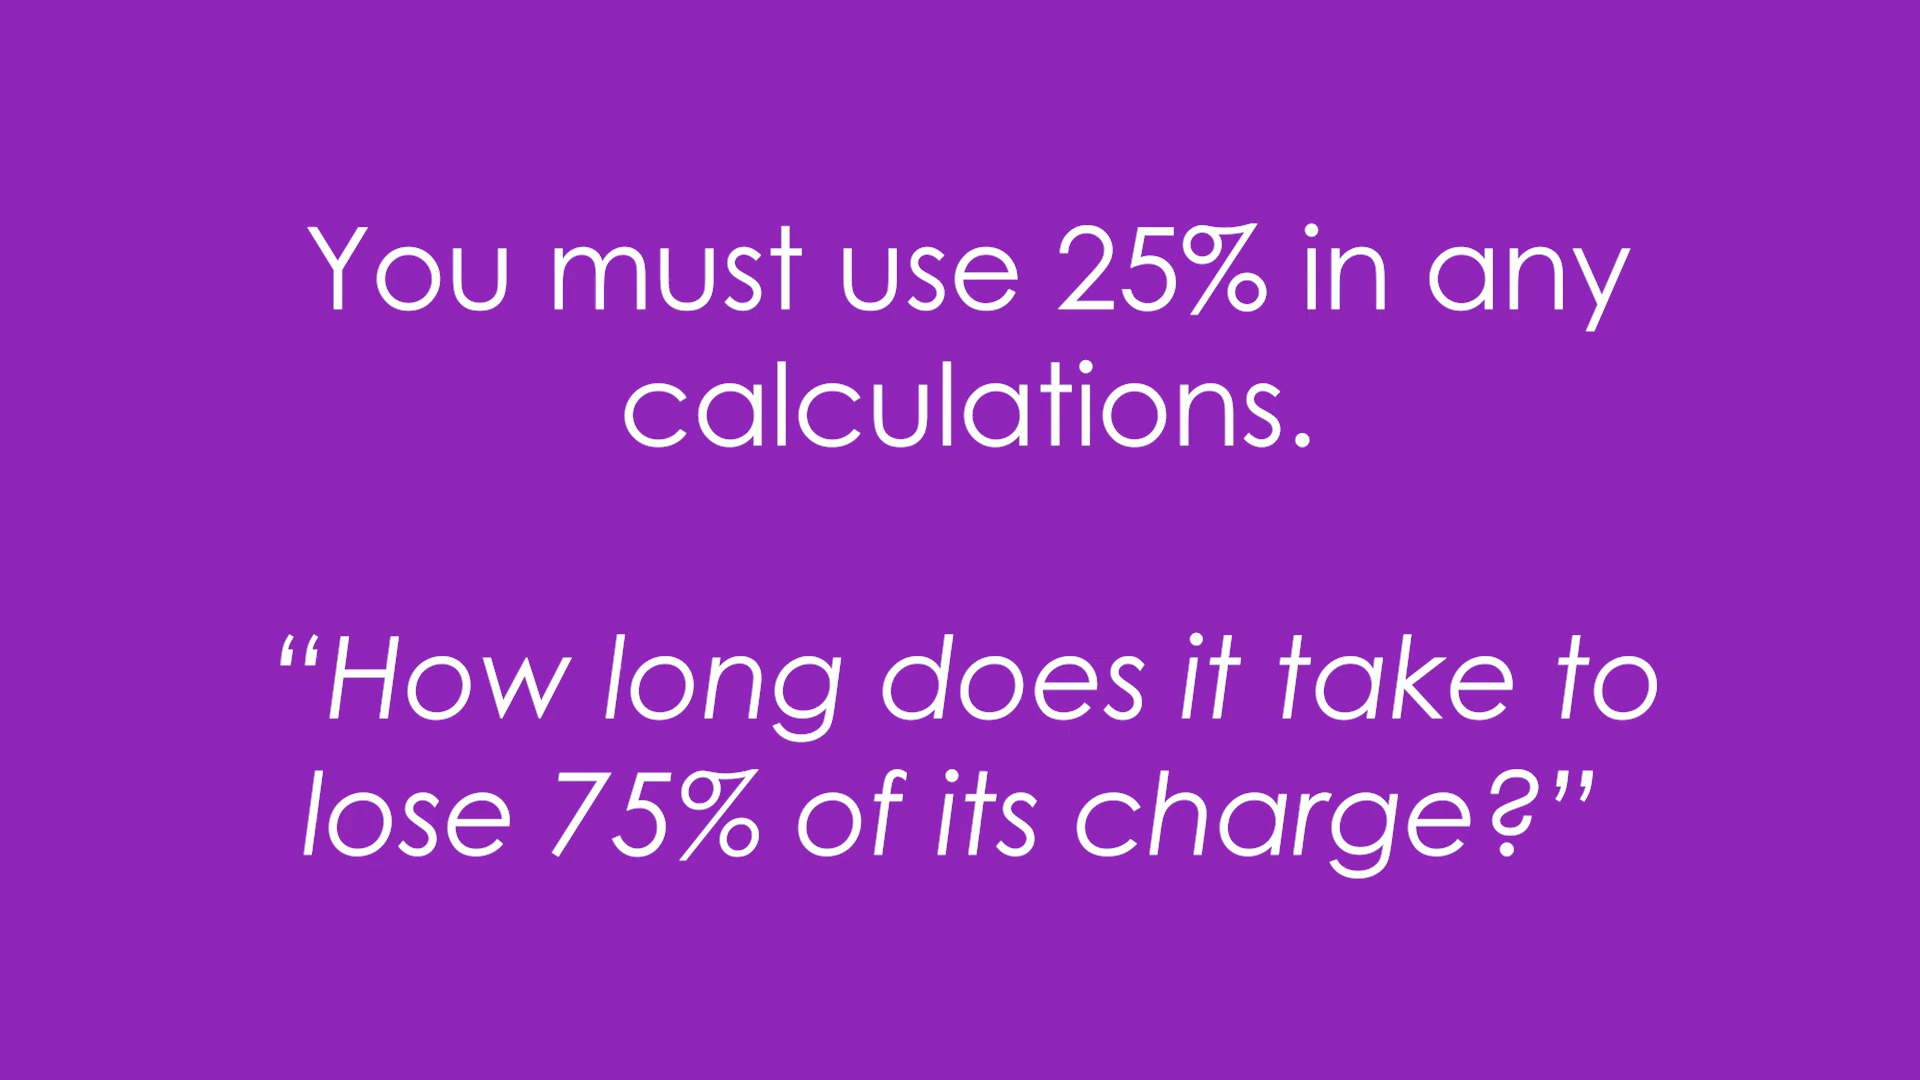 You must use 25% in any
calculations.
“How long does it take to
lose 75% of its charge?”